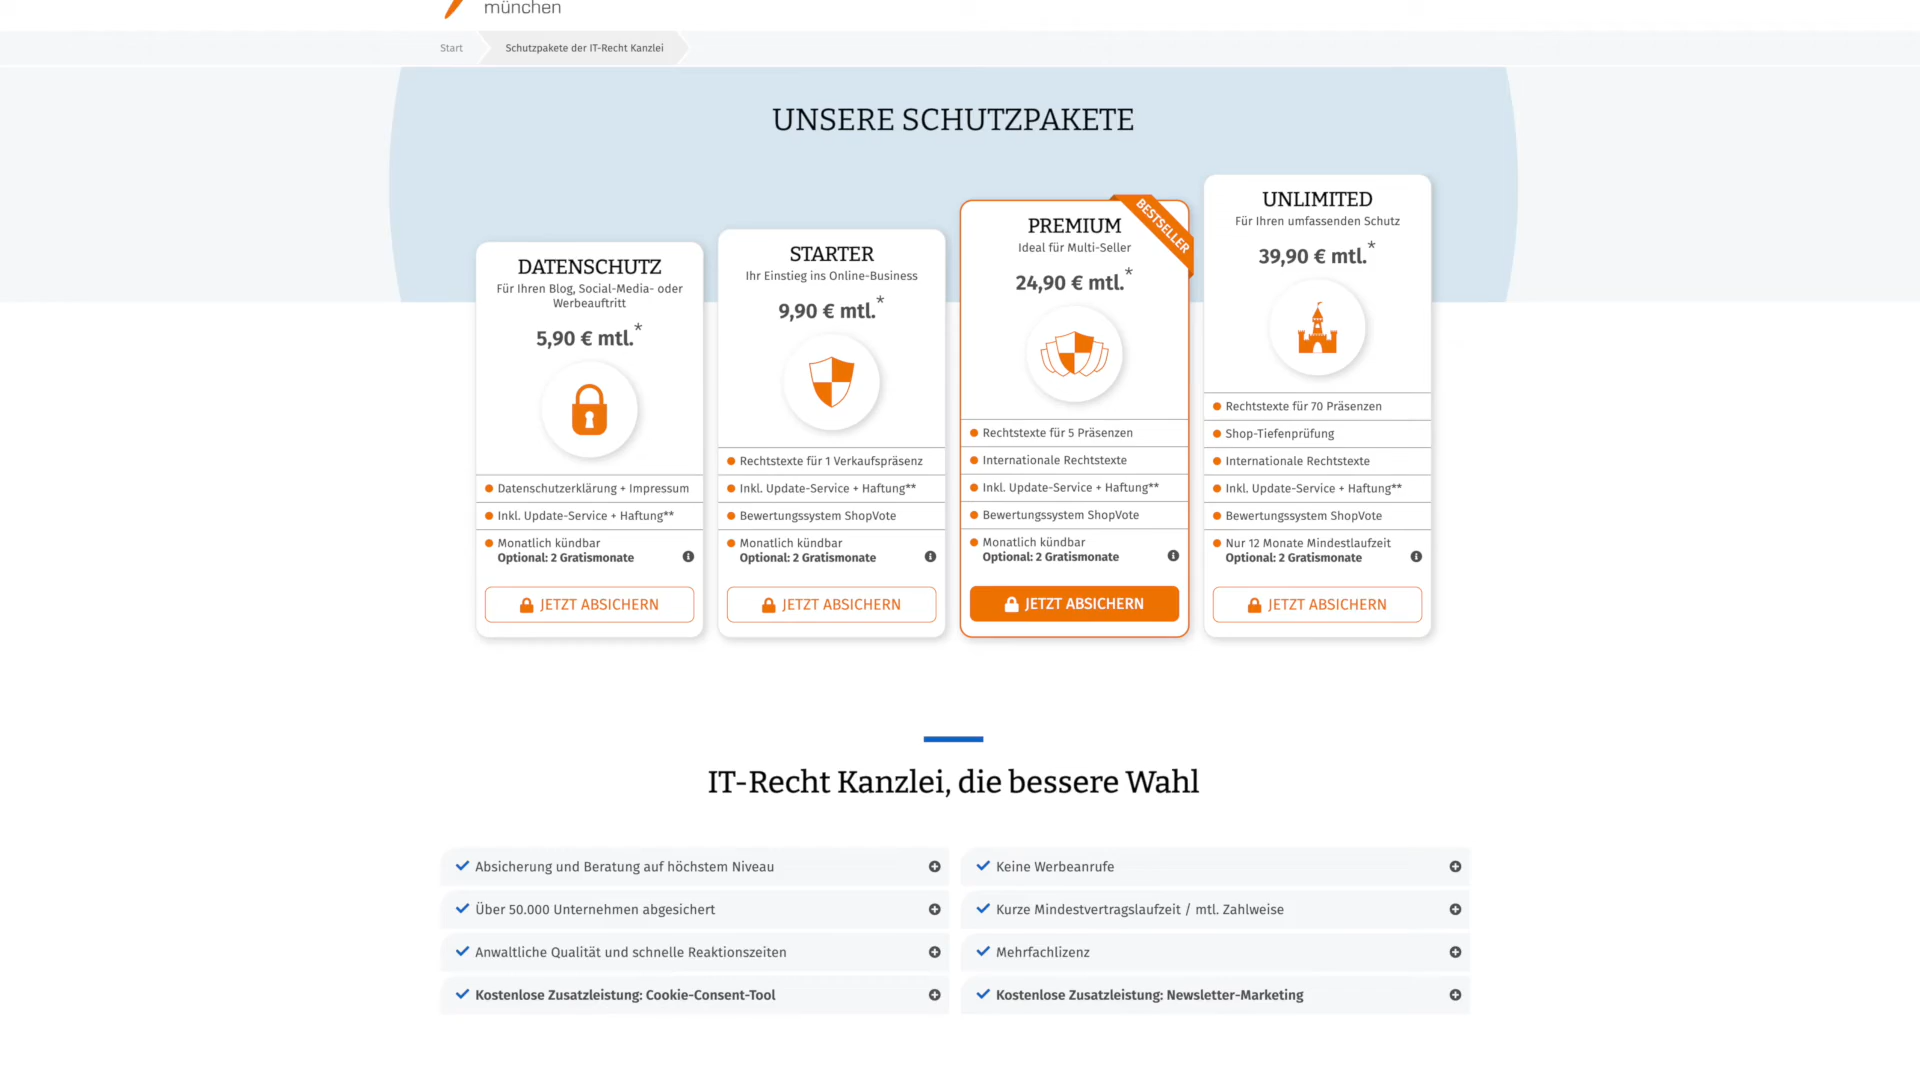 münchen
Start
Schutzpakete der IT-Recht Kanzlei
UNSERE SCHUTZPAKETE
DATENSCHUTZ
Für Ihren Blog, Social-Media- oder
Werbeauftritt
5,90 € mtl.*
Datenschutzerklärung + Impressum
Inkl. Update-Service + Haftung**
Monatlich kündbar
Optional: 2 Gratismonate
JETZT ABSICHERN
STARTER
Ihr Einstieg ins Online-Business
9,90 € mtl.*
Rechtstexte für 1 Verkaufspräsenz
Inkl. Update-Service + Haftung**
Bewertungssystem ShopVote
Monatlich kündbar
Optional: 2 Gratismonate
JETZT ABSICHERN
BESTSELLER
PREMIUM
Ideal für Multi-Seller
24,90 € mtl.*
Rechtstexte für 5 Präsenzen
Internationale Rechtstexte
Inkl. Update-Service + Haftung**
Bewertungssystem ShopVote
Monatlich kündbar
Optional: 2 Gratismonate
JETZT ABSICHERN
UNLIMITED
Für Ihren umfassenden Schutz
39,90 € mtl.*
Rechtstexte für 70 Präsenzen
Shop-Tiefenprüfung
Internationale Rechtstexte
Inkl. Update-Service + Haftung**
Bewertungssystem ShopVote
Nur 12 Monate Mindestlaufzeit
Optional: 2 Gratismonate
JETZT ABSICHERN
IT-Recht Kanzlei, die bessere Wahl
Absicherung und Beratung auf höchstem Niveau
Über 50.000 Unternehmen abgesichert
Anwaltliche Qualität und schnelle Reaktionszeiten
Kostenlose Zusatzleistung: Cookie-Consent-Tool
Keine Werbeanrufe
Kurze Mindestvertragslaufzeit / mtl. Zahlweise
Mehrfachlizenz
Kostenlose Zusatzleistung: Newsletter-Marketing